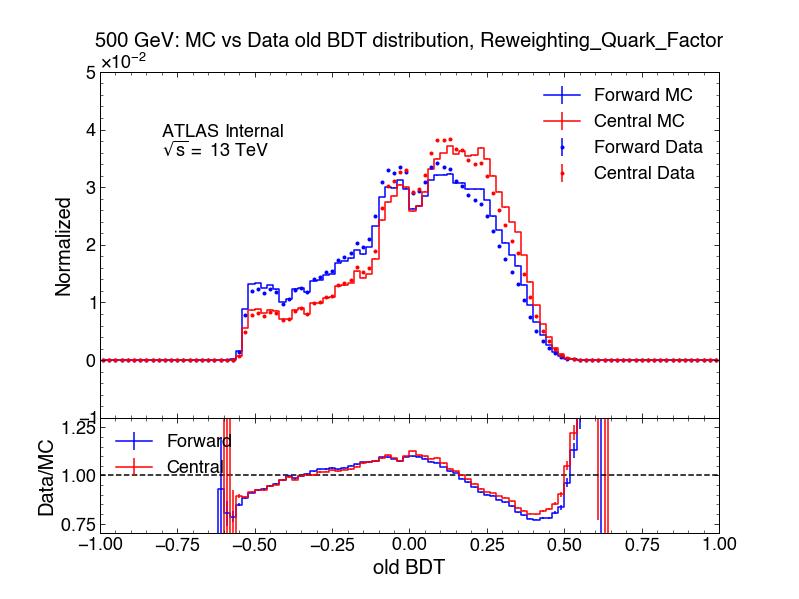 500 GeV: MC vs Data old BDT distribution, Reweighting_Quark_Factor
×10⁻²
5
4
3
2
1
0
−1
Normalized
ATLAS Internal
√s = 13 TeV
Forward MC
Central MC
Forward Data
Central Data
1.25
1.00
0.75
Data/MC
Forward
Central
−1.00 −0.75 −0.50 −0.25 0.00 0.25 0.50 0.75 1.00
old BDT